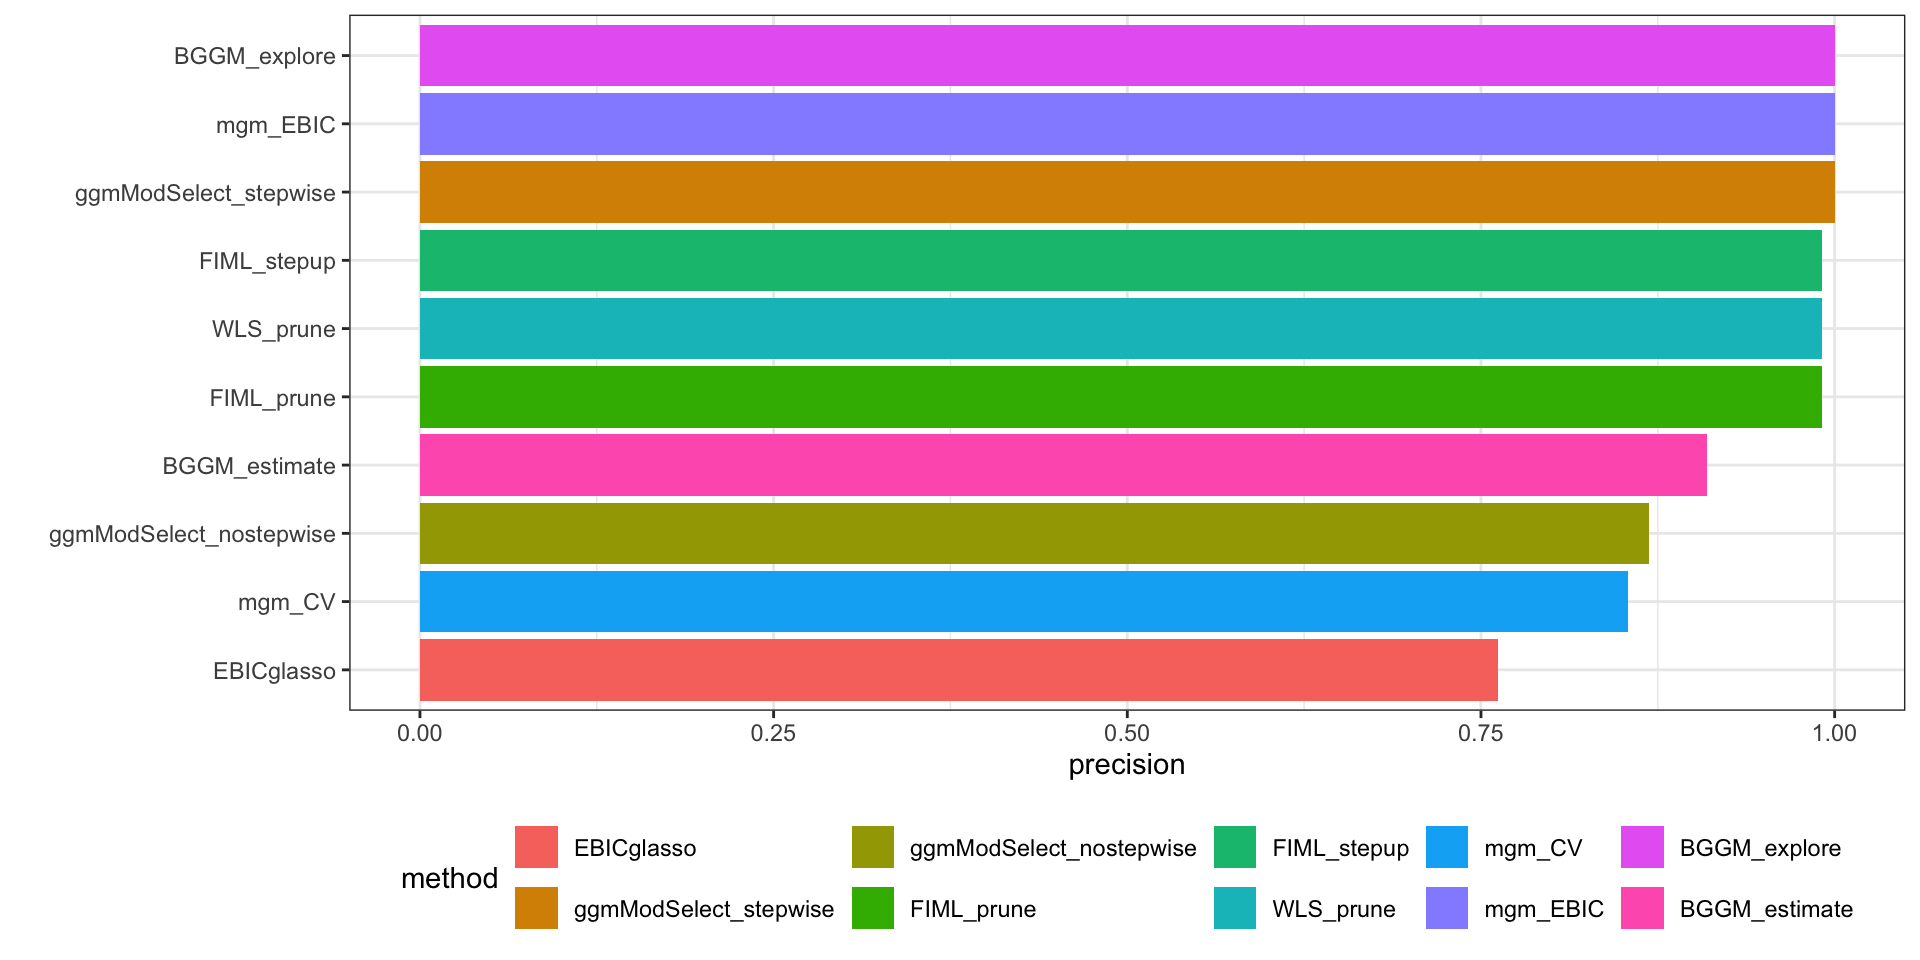 BGGM_explore
mgm_EBIC
ggmModSelect_stepwise
FIML_stepup
WLS_prune
FIML_prune
BGGM_estimate
ggmModSelect_nostepwise
mgm_CV
EBICglasso
0.00 0.25 0.50 0.75 1.00
precision
method
EBICglasso ggmModSelect_nostepwise FIML_stepup mgm_CV BGGM_explore
ggmModSelect_stepwise FIML_prune WLS_prune mgm_EBIC BGGM_estimate